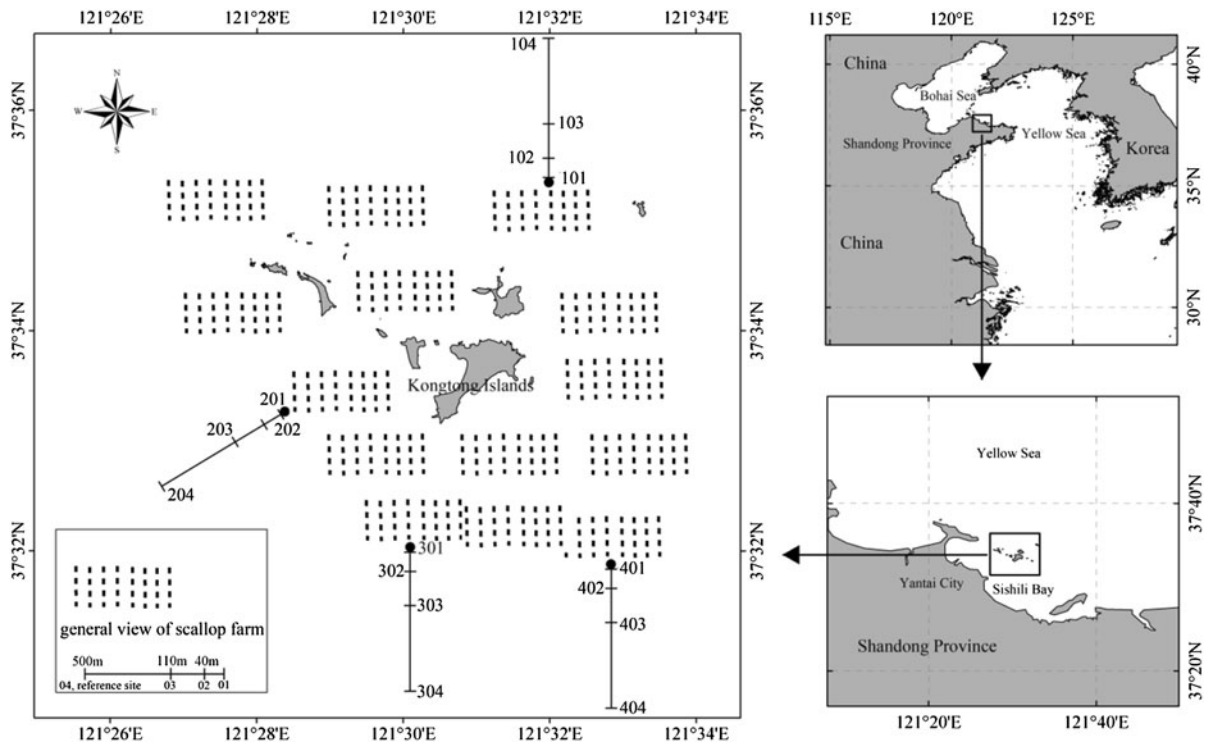 121°26'E 121°28'E 121°30'E 121°32'E 121°34'E
37°36'N
37°34'N
37°32'N
N
W E
S
104
103
102
101
Kongtong Islands
201
202
203
204
301
302
303
304
401
402
403
404
general view of scallop farm
500m 110m 40m
04, reference site 03 02 01
37°36'N
37°34'N
37°32'N
121°26'E 121°28'E 121°30'E 121°32'E 121°34'E
115°E 120°E 125°E
China
Bohai Sea
Shandong Province
Yellow Sea
Korea
China
40°N
35°N
30°N
Yellow Sea
Yantai City
Sishili Bay
Shandong Province
37°40'N
37°20'N
121°20'E 121°40'E